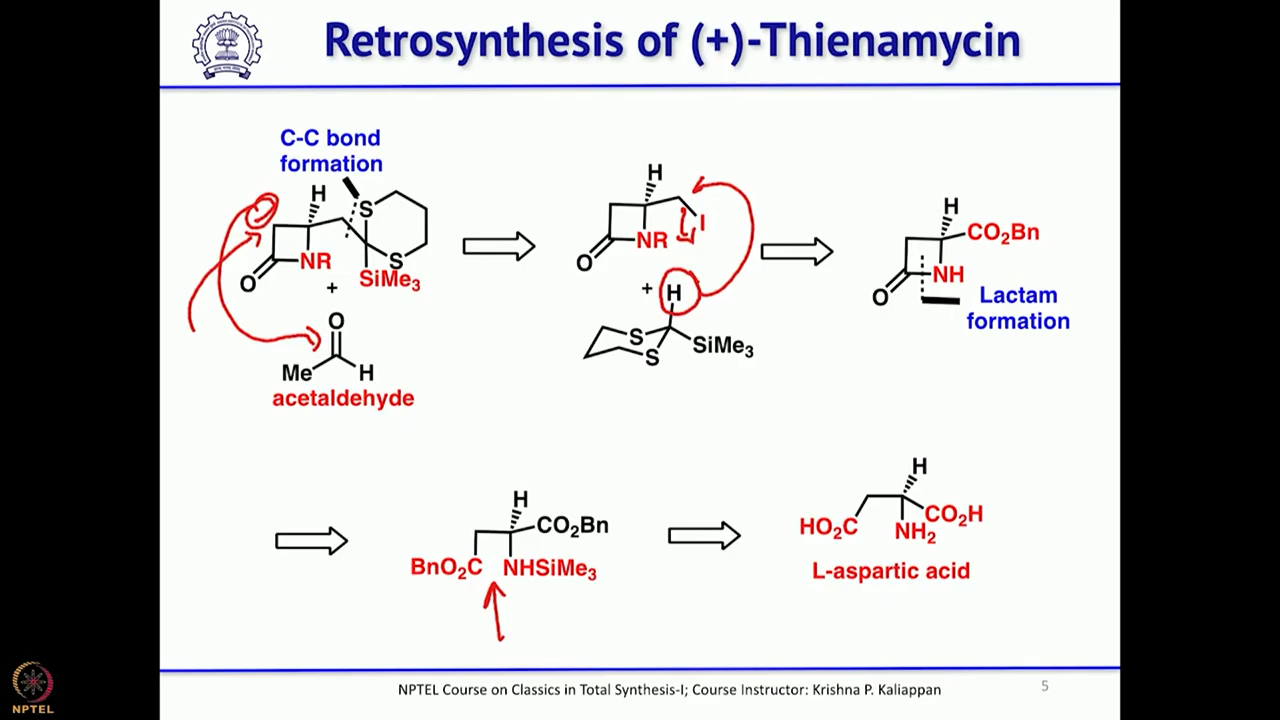 Retrosynthesis of (+)-Thienamycin
C-C bond
formation
H
S
S
NR
O
SiMe3
+
O
Me
H
acetaldehyde
H
I
NR
O
+
H
S
S
SiMe3
H
CO2Bn
NH
O
Lactam
formation
H
CO2Bn
BnO2C
NHSiMe3
H
HO2C
CO2H
NH2
L-aspartic acid
NPTEL
NPTEL Course on Classics in Total Synthesis-I; Course Instructor: Krishna P. Kaliappan
5